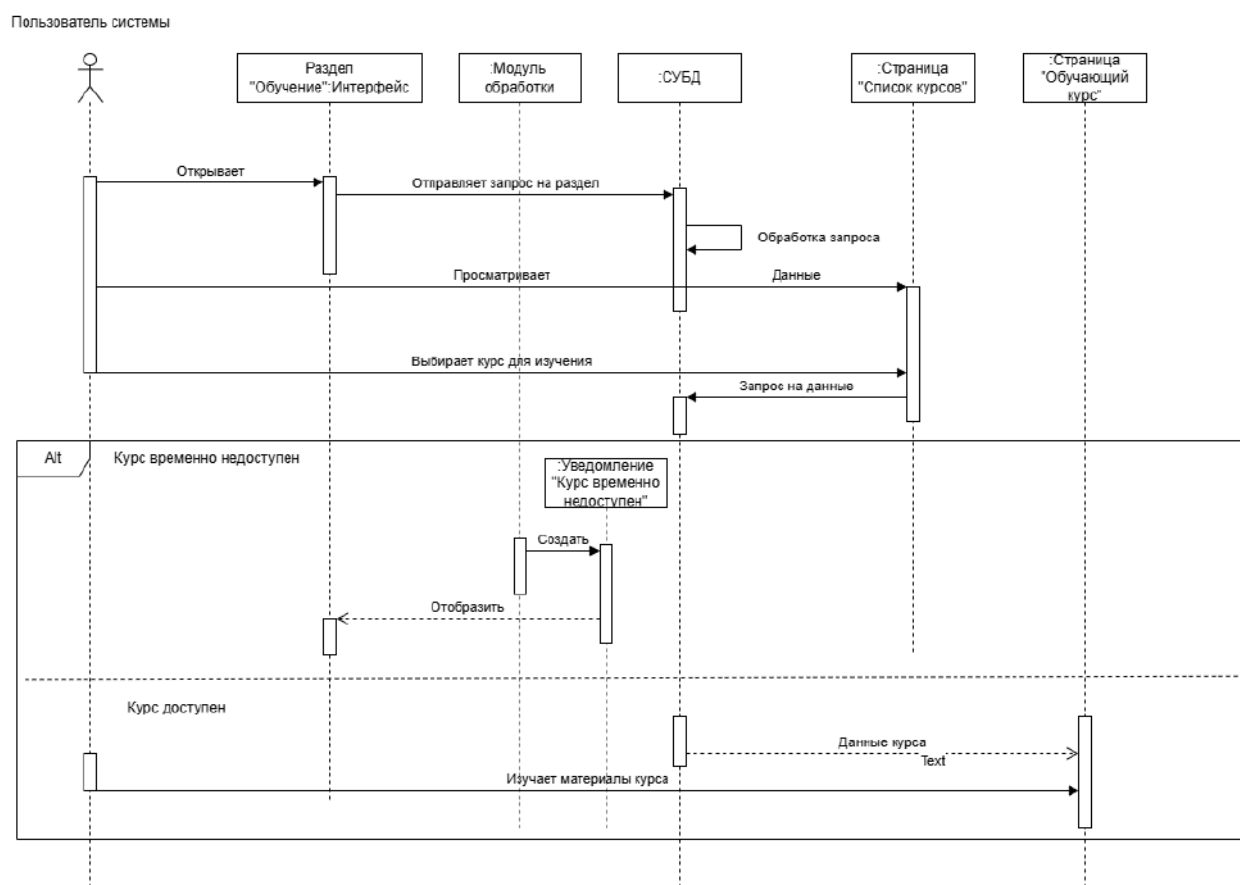 Пользователь системы
Раздел
"Обучение":Интерфейс
:Модуль
обработки
:СУБД
:Страница
"Список курсов"
:Страница
"Обучающий
курс"
Открывает
Отправляет запрос на раздел
Обработка запроса
Просматривает
Данные
Выбирает курс для изучения
Запрос на данные
Alt
Курс временно недоступен
:Уведомление
"Курс временно
недоступен"
Создать
Отобразить
Курс доступен
Данные курса
Text
Изучает материалы курса